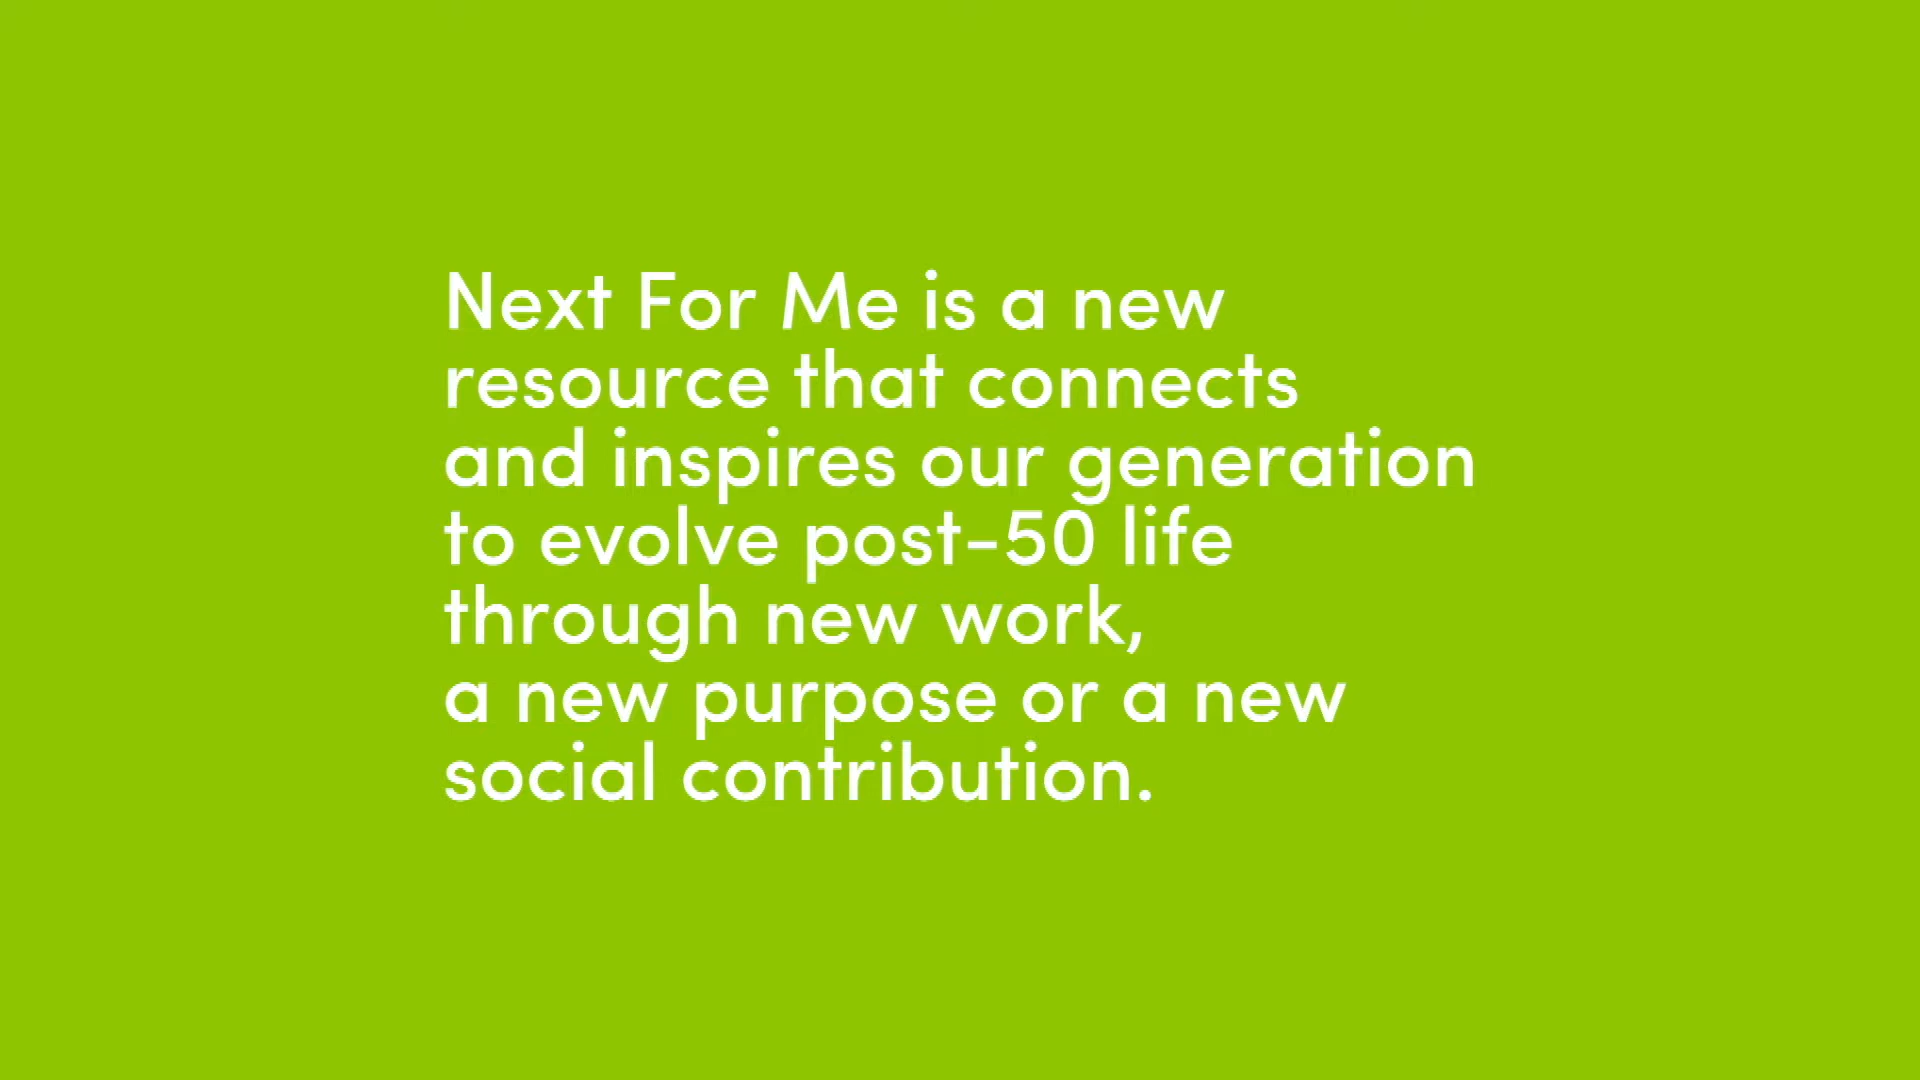 Next For Me is a new
resource that connects
and inspires our generation
to evolve post-50 life
through new work,
a new purpose or a new
social contribution.